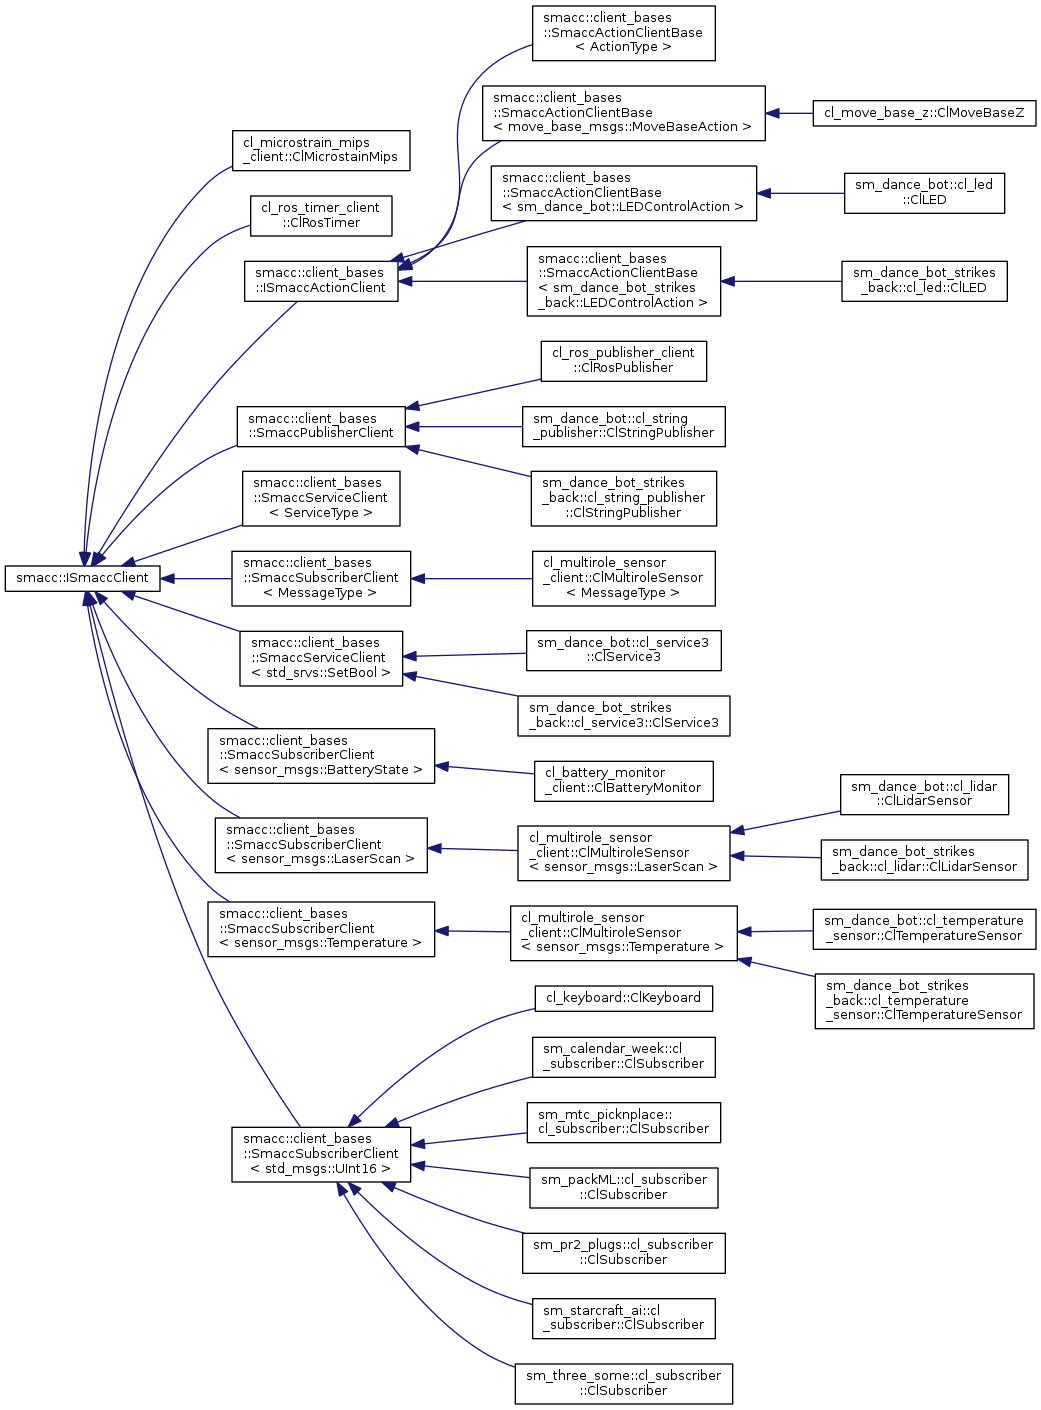 smacc::client_bases
::SmaccActionClientBase
< ActionType >
smacc::client_bases
::SmaccActionClientBase
< move_base_msgs::MoveBaseAction >
cl_move_base_z::ClMoveBaseZ
cl_microstrain_mips
_client::ClMicrostainMips
smacc::client_bases
::SmaccActionClientBase
< sm_dance_bot::LEDControlAction >
sm_dance_bot::cl_led
::ClLED
cl_ros_timer_client
::ClRosTimer
smacc::client_bases
::ISmaccActionClient
smacc::client_bases
::SmaccActionClientBase
< sm_dance_bot_strikes
_back::LEDControlAction >
sm_dance_bot_strikes
_back::cl_led::ClLED
cl_ros_publisher_client
::ClRosPublisher
smacc::client_bases
::SmaccPublisherClient
sm_dance_bot::cl_string
_publisher::ClStringPublisher
smacc::client_bases
::SmaccServiceClient
< ServiceType >
sm_dance_bot_strikes
_back::cl_string_publisher
::ClStringPublisher
smacc::ISmaccClient
smacc::client_bases
::SmaccSubscriberClient
< MessageType >
cl_multirole_sensor
_client::ClMultiroleSensor
< MessageType >
smacc::client_bases
::SmaccServiceClient
< std_srvs::SetBool >
sm_dance_bot::cl_service3
::ClService3
sm_dance_bot_strikes
_back::cl_service3::ClService3
smacc::client_bases
::SmaccSubscriberClient
< sensor_msgs::BatteryState >
cl_battery_monitor
_client::ClBatteryMonitor
smacc::client_bases
::SmaccSubscriberClient
< sensor_msgs::LaserScan >
cl_multirole_sensor
_client::ClMultiroleSensor
< sensor_msgs::LaserScan >
sm_dance_bot::cl_lidar
::ClLidarSensor
sm_dance_bot_strikes
_back::cl_lidar::ClLidarSensor
smacc::client_bases
::SmaccSubscriberClient
< sensor_msgs::Temperature >
cl_multirole_sensor
_client::ClMultiroleSensor
< sensor_msgs::Temperature >
sm_dance_bot::cl_temperature
_sensor::ClTemperatureSensor
sm_dance_bot_strikes
_back::cl_temperature
_sensor::ClTemperatureSensor
cl_keyboard::ClKeyboard
sm_calendar_week::cl
_subscriber::ClSubscriber
smacc::client_bases
::SmaccSubscriberClient
< std_msgs::UInt16 >
sm_mtc_picknplace::
cl_subscriber::ClSubscriber
sm_packML::cl_subscriber
::ClSubscriber
sm_pr2_plugs::cl_subscriber
::ClSubscriber
sm_starcraft_ai::cl
_subscriber::ClSubscriber
sm_three_some::cl_subscriber
::ClSubscriber